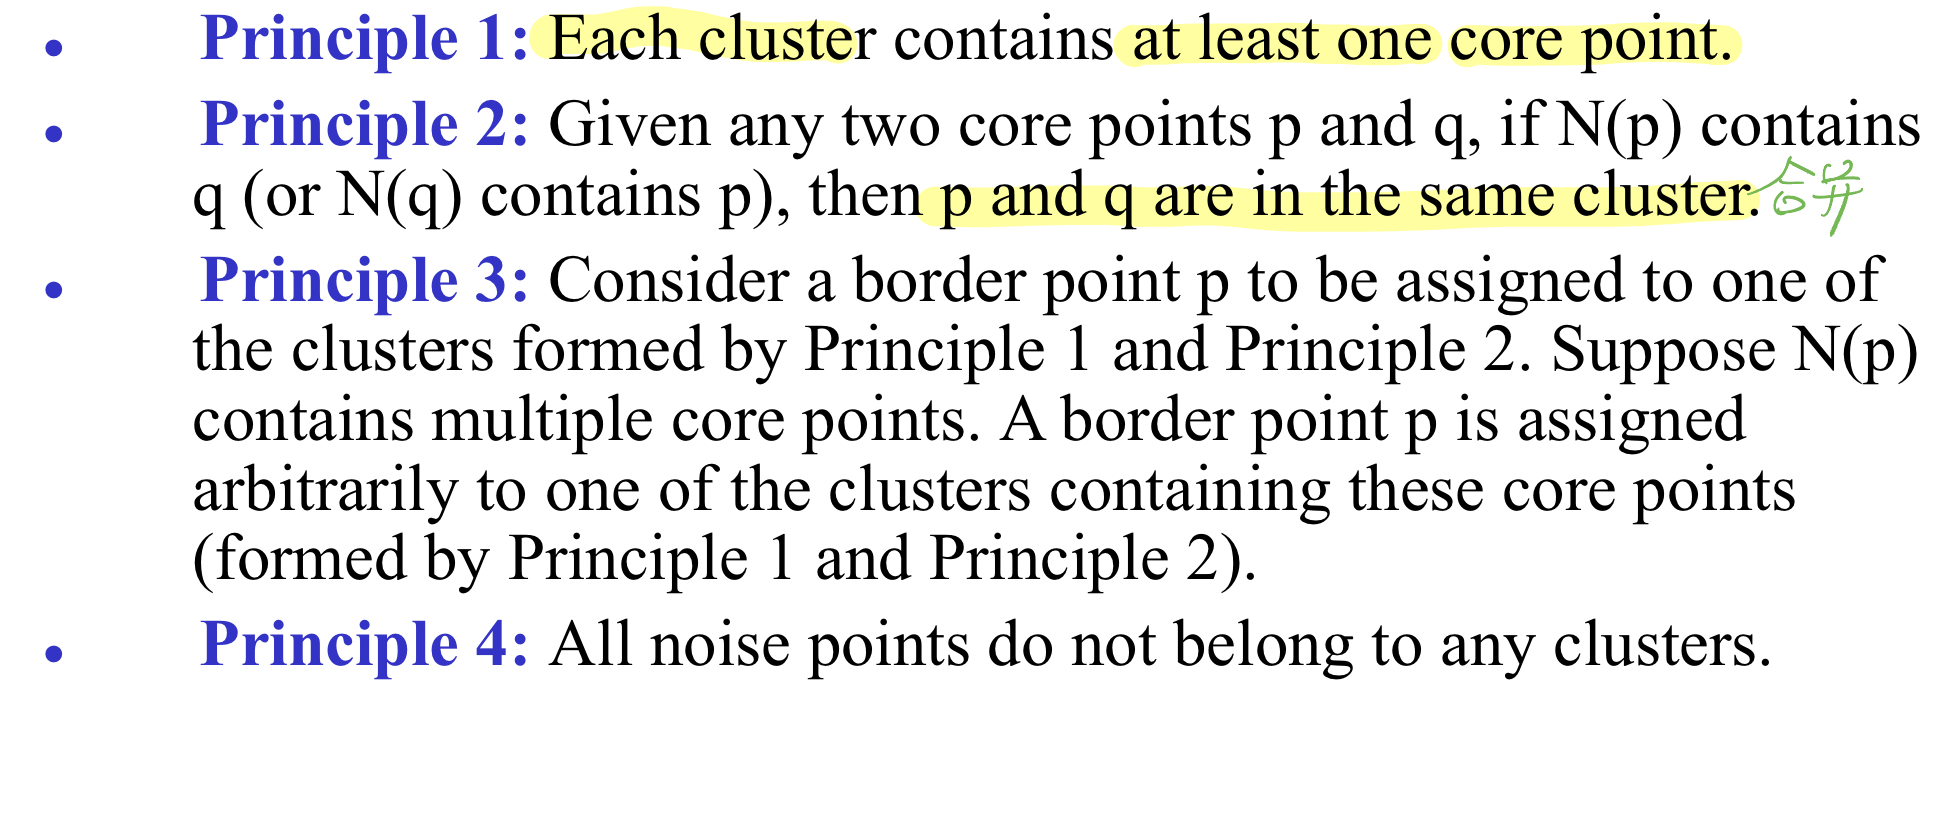 • Principle 1: Each cluster contains at least one core point.
• Principle 2: Given any two core points p and q, if N(p) contains
q (or N(q) contains p), then p and q are in the same cluster. 合并
• Principle 3: Consider a border point p to be assigned to one of
the clusters formed by Principle 1 and Principle 2. Suppose N(p)
contains multiple core points. A border point p is assigned
arbitrarily to one of the clusters containing these core points
(formed by Principle 1 and Principle 2).
• Principle 4: All noise points do not belong to any clusters.